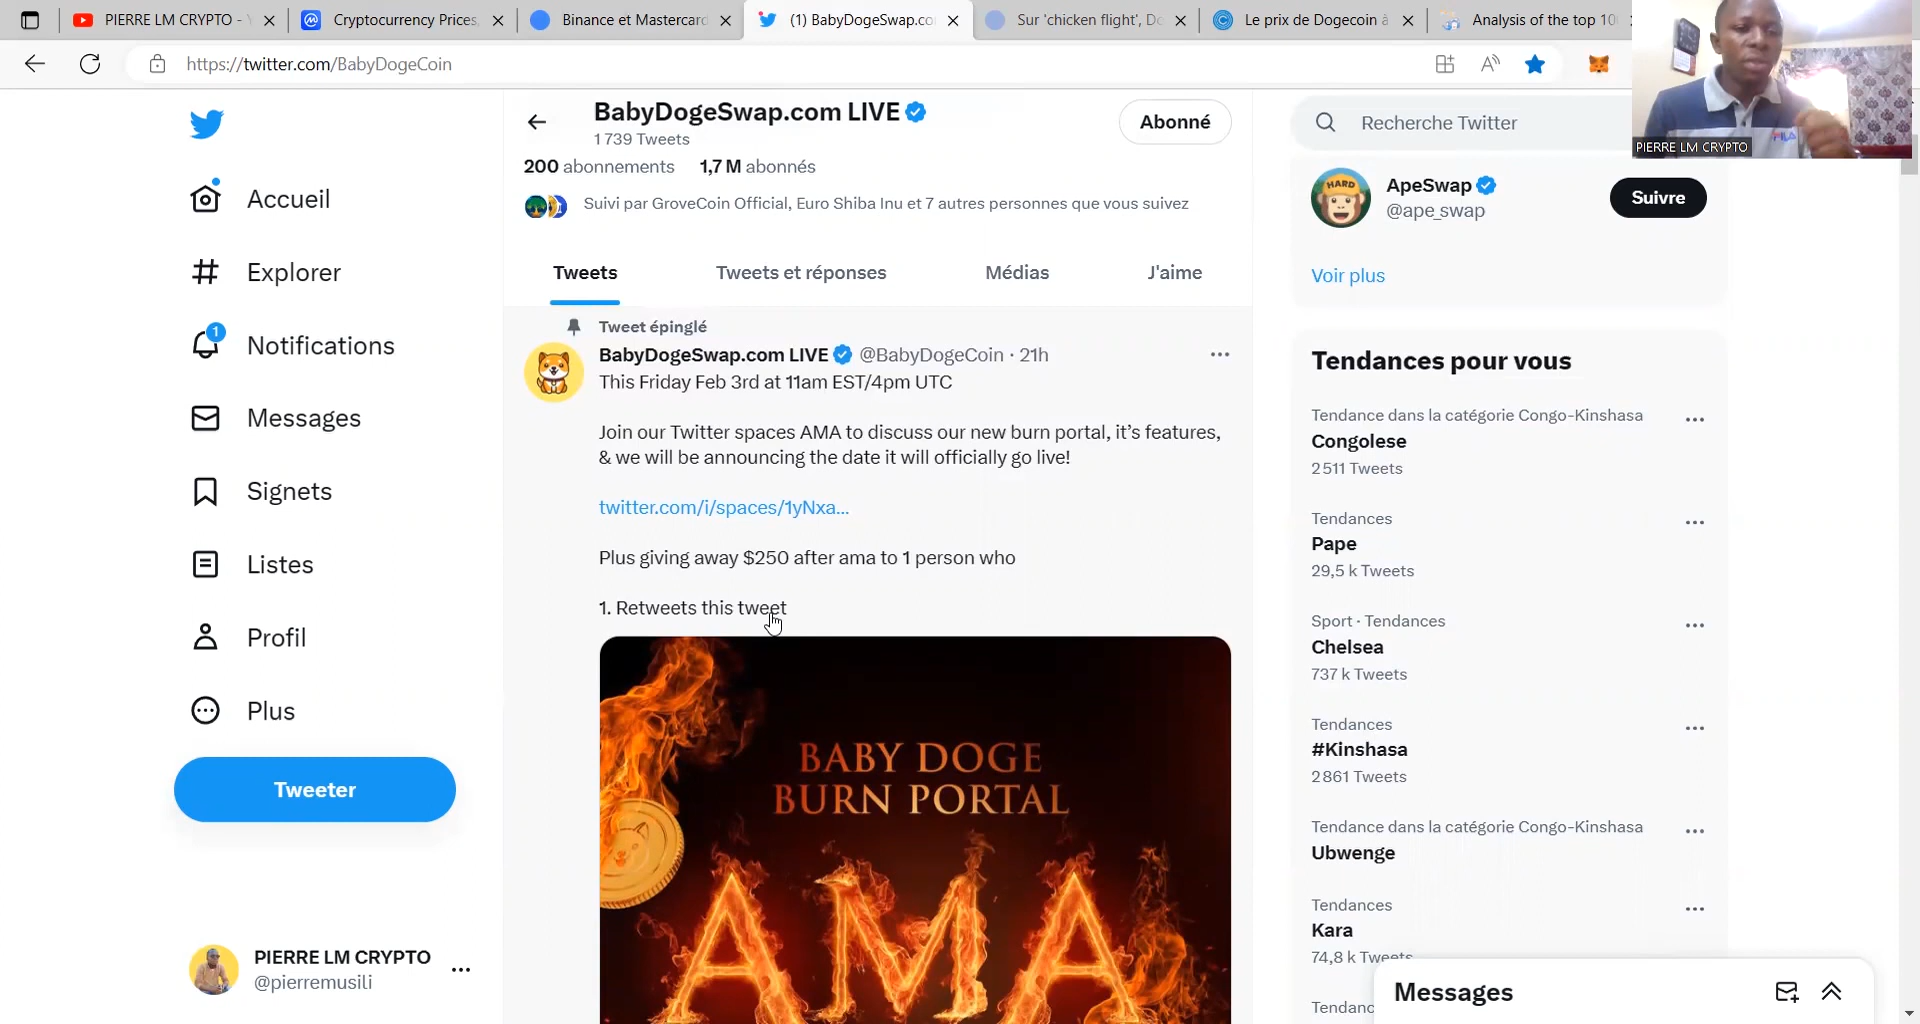 PIERRE LM CRYPTO - Y
Cryptocurrency Prices,
Binance et Mastercard
(1) BabyDogeSwap.co
Sur 'chicken flight', Do
Le prix de Dogecoin à
Analysis of the top 10
https://twitter.com/BabyDogeCoin
PIERRE LM CRYPTO
FILA
Accueil
Explorer
1
Notifications
Messages
Signets
Listes
Profil
Plus
Tweeter
PIERRE LM CRYPTO
@pierremusili
BabyDogeSwap.com LIVE
1 739 Tweets
Abonné
200 abonnements 1,7 M abonnés
Suivi par GroveCoin Official, Euro Shiba Inu et 7 autres personnes que vous suivez
Tweets
Tweets et réponses
Médias
J'aime
Tweet épinglé
BabyDogeSwap.com LIVE @BabyDogeCoin · 21h
This Friday Feb 3rd at 11am EST/4pm UTC
Join our Twitter spaces AMA to discuss our new burn portal, it’s features,
& we will be announcing the date it will officially go live!
twitter.com/i/spaces/1yNxa...
Plus giving away $250 after ama to 1 person who
1. Retweets this tweet
BABY DOGE
BURN PORTAL
AMA
Recherche Twitter
HARD
ApeSwap
@ape_swap
Suivre
Voir plus
Tendances pour vous
Tendance dans la catégorie Congo-Kinshasa
Congolese
2 511 Tweets
Tendances
Pape
29,5 k Tweets
Sport · Tendances
Chelsea
737 k Tweets
Tendances
#Kinshasa
2 861 Tweets
Tendance dans la catégorie Congo-Kinshasa
Ubwenge
Tendances
Kara
74,8 k Tweets
Tendanc
Messages